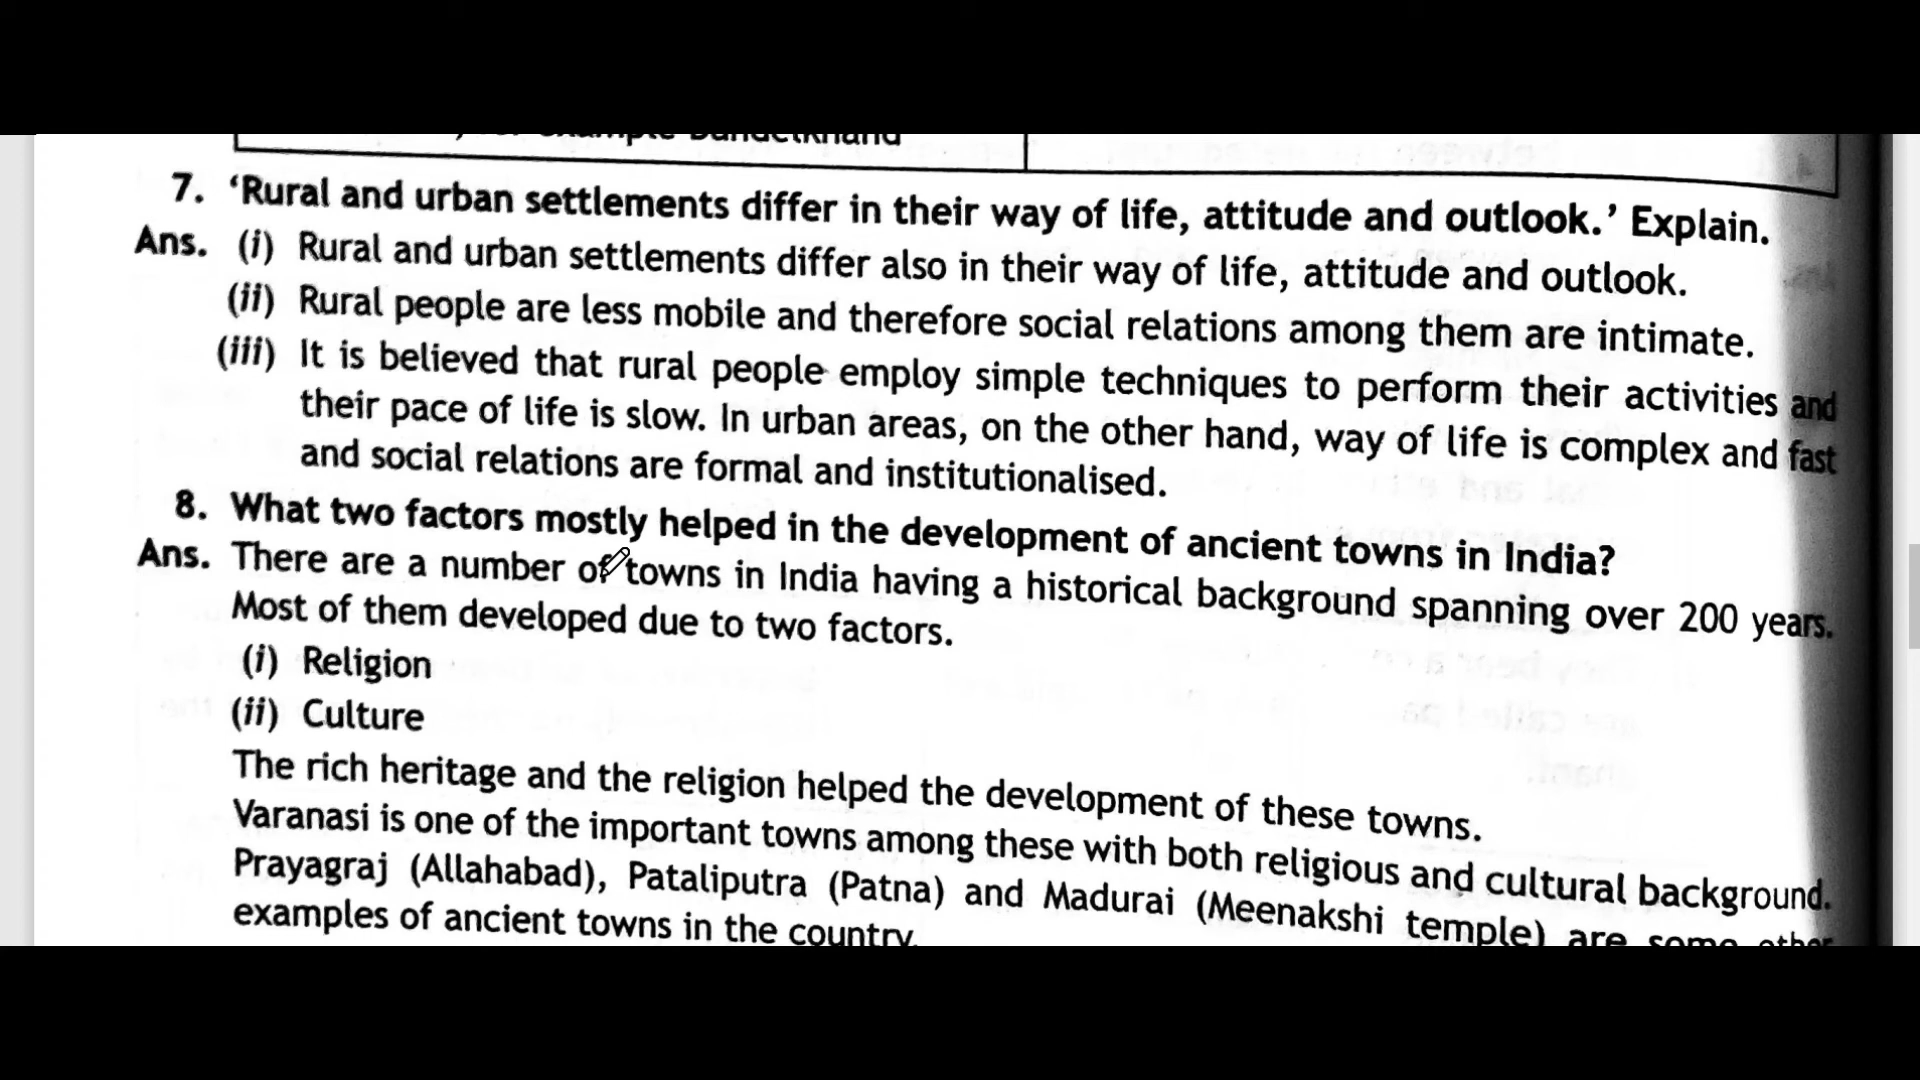 example Bundelkhand
7. ‘Rural and urban settlements differ in their way of life, attitude and outlook.’ Explain.
Ans. (i) Rural and urban settlements differ also in their way of life, attitude and outlook.
(ii) Rural people are less mobile and therefore social relations among them are intimate.
(iii) It is believed that rural people employ simple techniques to perform their activities and
their pace of life is slow. In urban areas, on the other hand, way of life is complex and fast
and social relations are formal and institutionalised.
8. What two factors mostly helped in the development of ancient towns in India?
Ans. There are a number of towns in India having a historical background spanning over 200 years.
Most of them developed due to two factors.
(i) Religion
(ii) Culture
The rich heritage and the religion helped the development of these towns.
Varanasi is one of the important towns among these with both religious and cultural background.
Prayagraj (Allahabad), Pataliputra (Patna) and Madurai (Meenakshi temple) are some other
examples of ancient towns in the country.